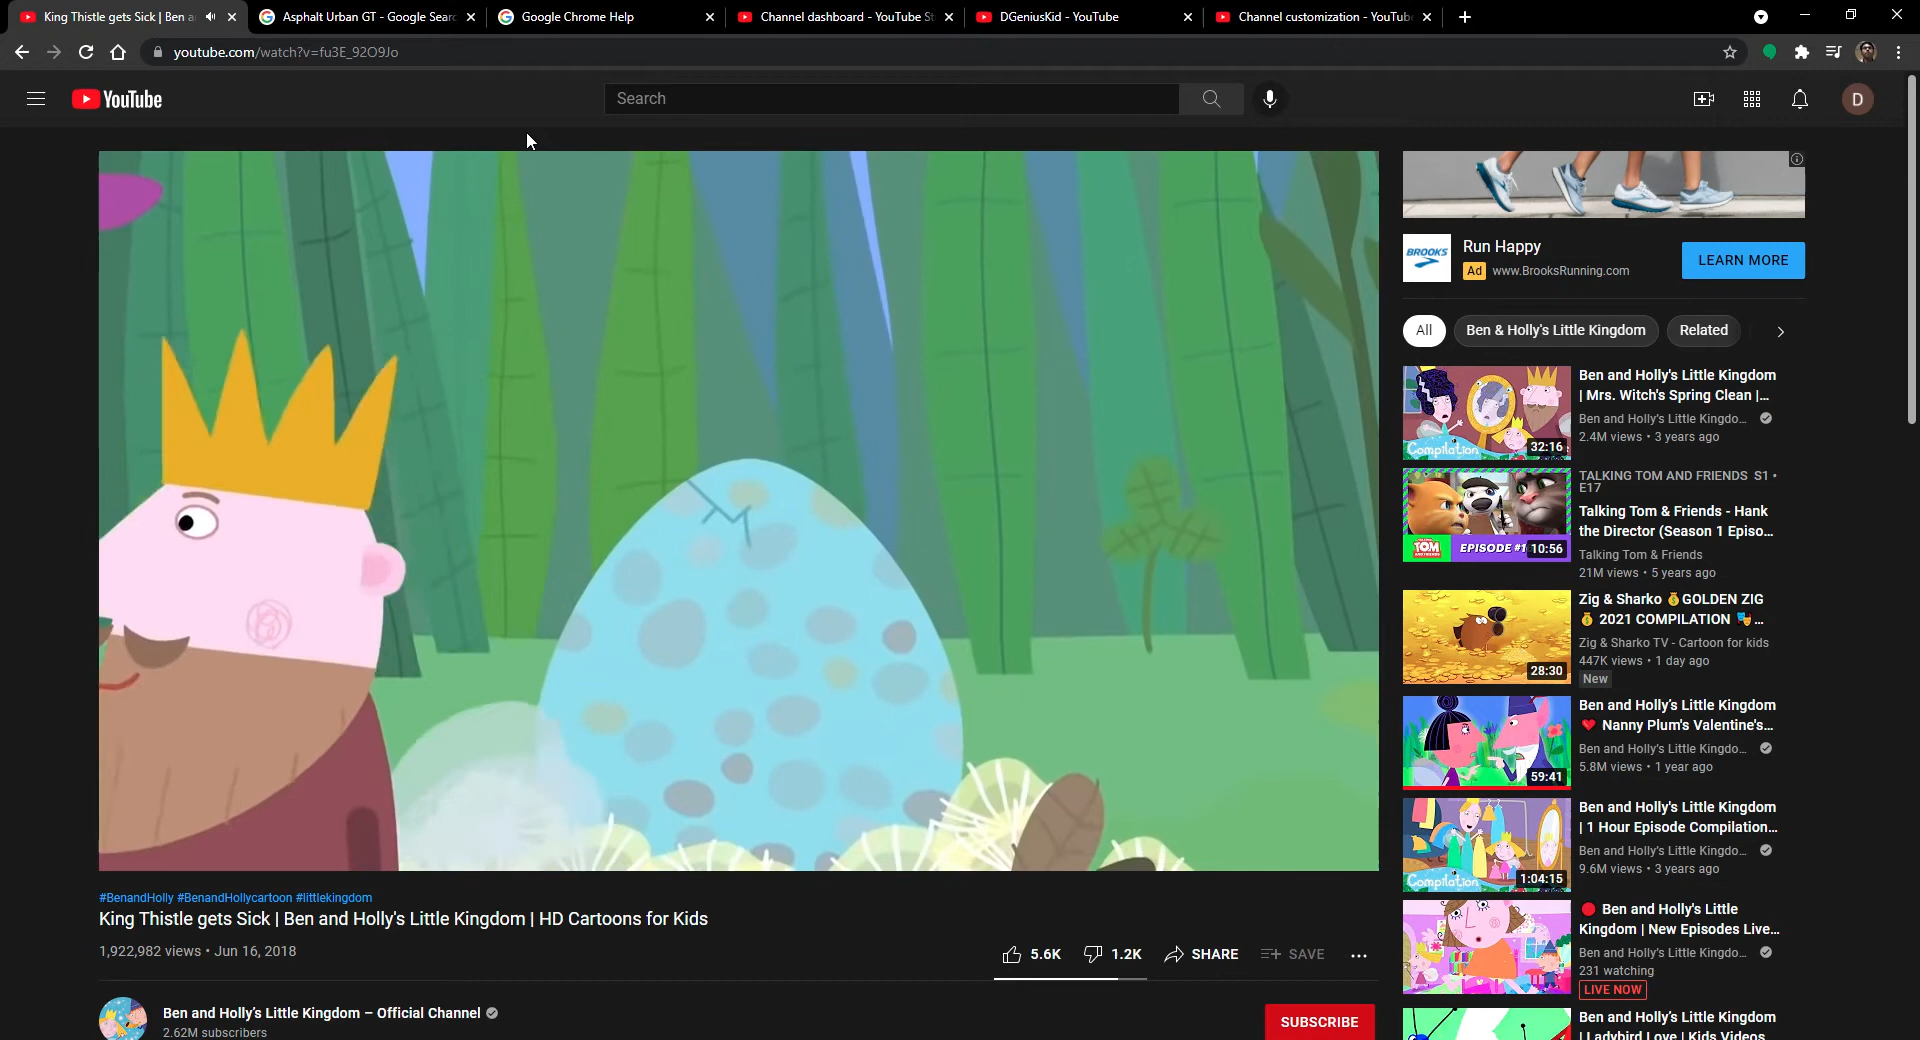 King Thistle gets Sick | Ben a
Asphalt Urban GT - Google Searc
Google Chrome Help
Channel dashboard - YouTube St
DGeniusKid - YouTube
Channel customization - YouTub
youtube.com/watch?v=fu3E_92O9Jo
YouTube
Search
D
BROOKS
Run Happy
Ad www.BrooksRunning.com
LEARN MORE
All
Ben & Holly's Little Kingdom
Related
Compilation
32:16
Ben and Holly's Little Kingdom
| Mrs. Witch's Spring Clean |...
Ben and Holly's Little Kingdo...
2.4M views • 3 years ago
TOM
EPISODE #1
10:56
TALKING TOM AND FRIENDS S1 •
E17
Talking Tom & Friends - Hank
the Director (Season 1 Episo...
Talking Tom & Friends
21M views • 5 years ago
28:30
Zig & Sharko 💰GOLDEN ZIG
💰 2021 COMPILATION 🎭 ...
Zig & Sharko TV - Cartoon for kids
447K views • 1 day ago
New
59:41
Ben and Holly's Little Kingdom
❤️ Nanny Plum's Valentine's...
Ben and Holly's Little Kingdo...
5.8M views • 1 year ago
Compilation
1:04:15
Ben and Holly's Little Kingdom
| 1 Hour Episode Compilation...
Ben and Holly's Little Kingdo...
9.6M views • 3 years ago
🔴 Ben and Holly's Little
Kingdom | New Episodes Live...
Ben and Holly's Little Kingdo...
231 watching
LIVE NOW
Ben and Holly's Little Kingdom
| Ladybird Love | Kids Videos
#BenandHolly #BenandHollycartoon #littlekingdom
King Thistle gets Sick | Ben and Holly's Little Kingdom | HD Cartoons for Kids
1,922,982 views • Jun 16, 2018
5.6K
1.2K
SHARE
SAVE
Ben and Holly's Little Kingdom – Official Channel
2.62M subscribers
SUBSCRIBE